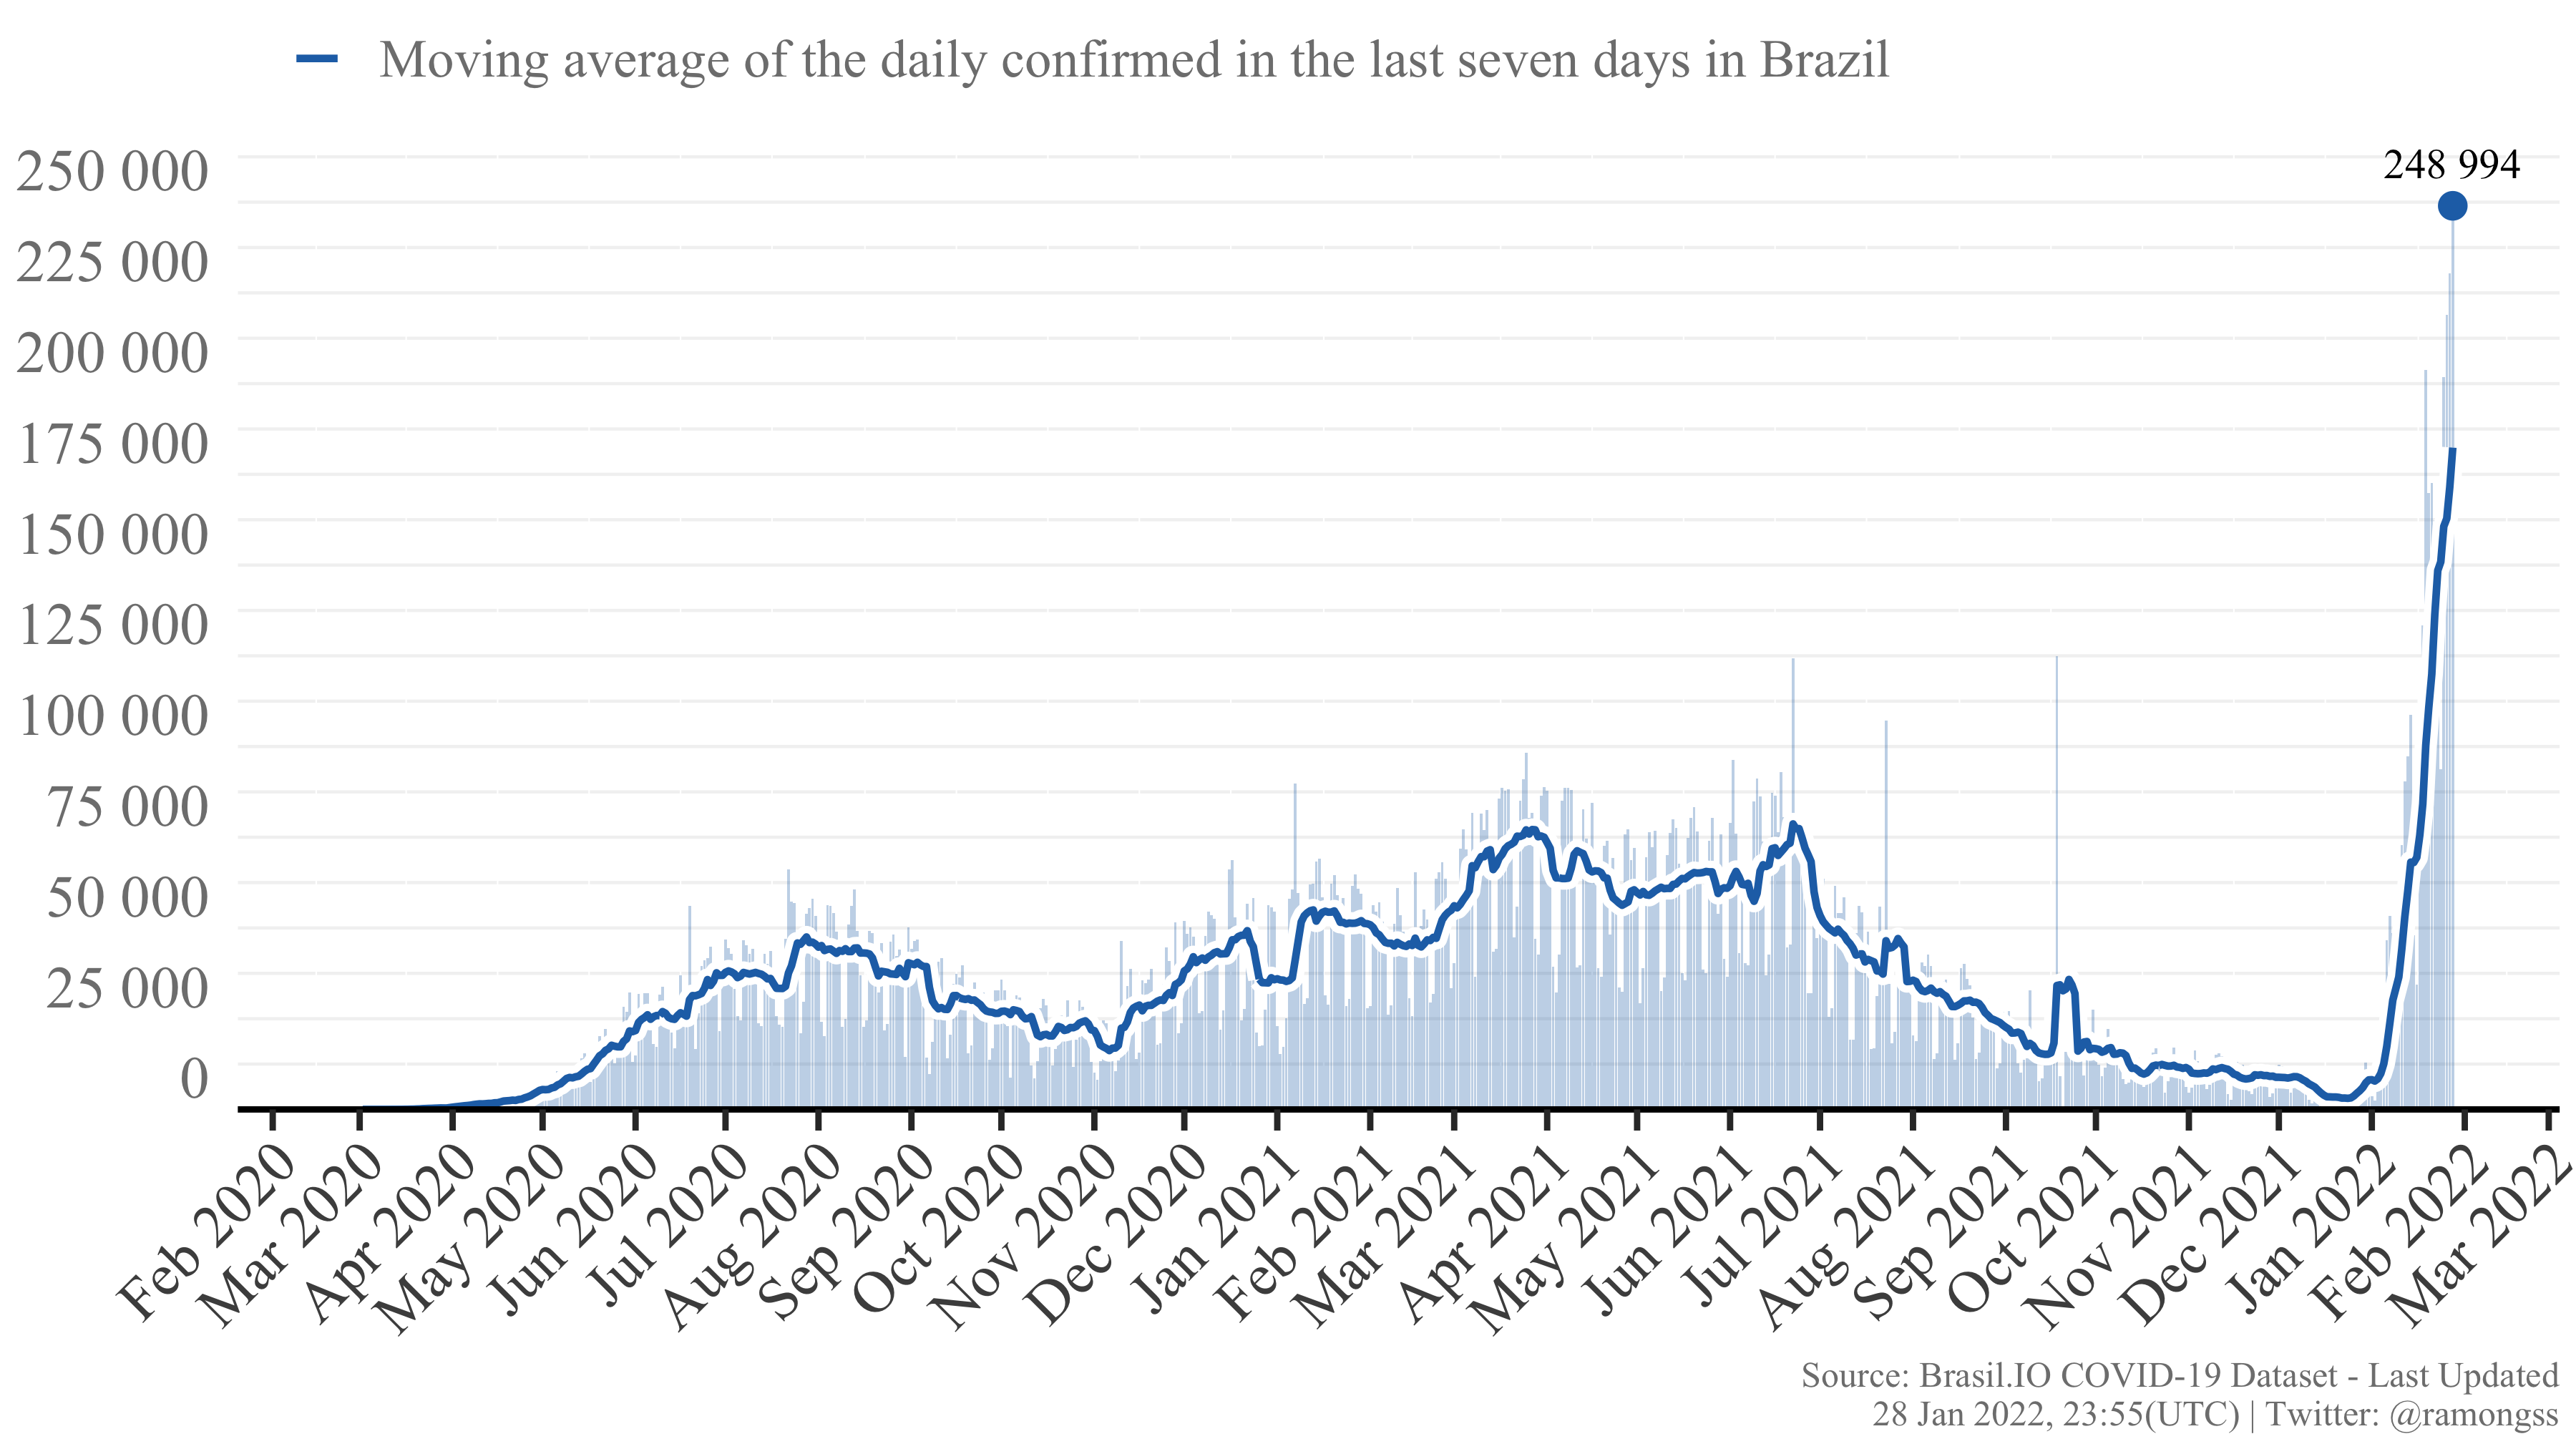 Moving average of the daily confirmed in the last seven days in Brazil
250 000
248 994
225 000
200 000
175 000
150 000
125 000
100 000
75 000
50 000
25 000
0
Feb 2020
Mar 2020
Apr 2020
May 2020
Jun 2020
Jul 2020
Aug 2020
Sep 2020
Oct 2020
Nov 2020
Dec 2020
Jan 2021
Feb 2021
Mar 2021
Apr 2021
May 2021
Jun 2021
Jul 2021
Aug 2021
Sep 2021
Oct 2021
Nov 2021
Dec 2021
Jan 2022
Feb 2022
Mar 2022
Source: Brasil.IO COVID-19 Dataset - Last Updated
28 Jan 2022, 23:55(UTC) | Twitter: @ramongss